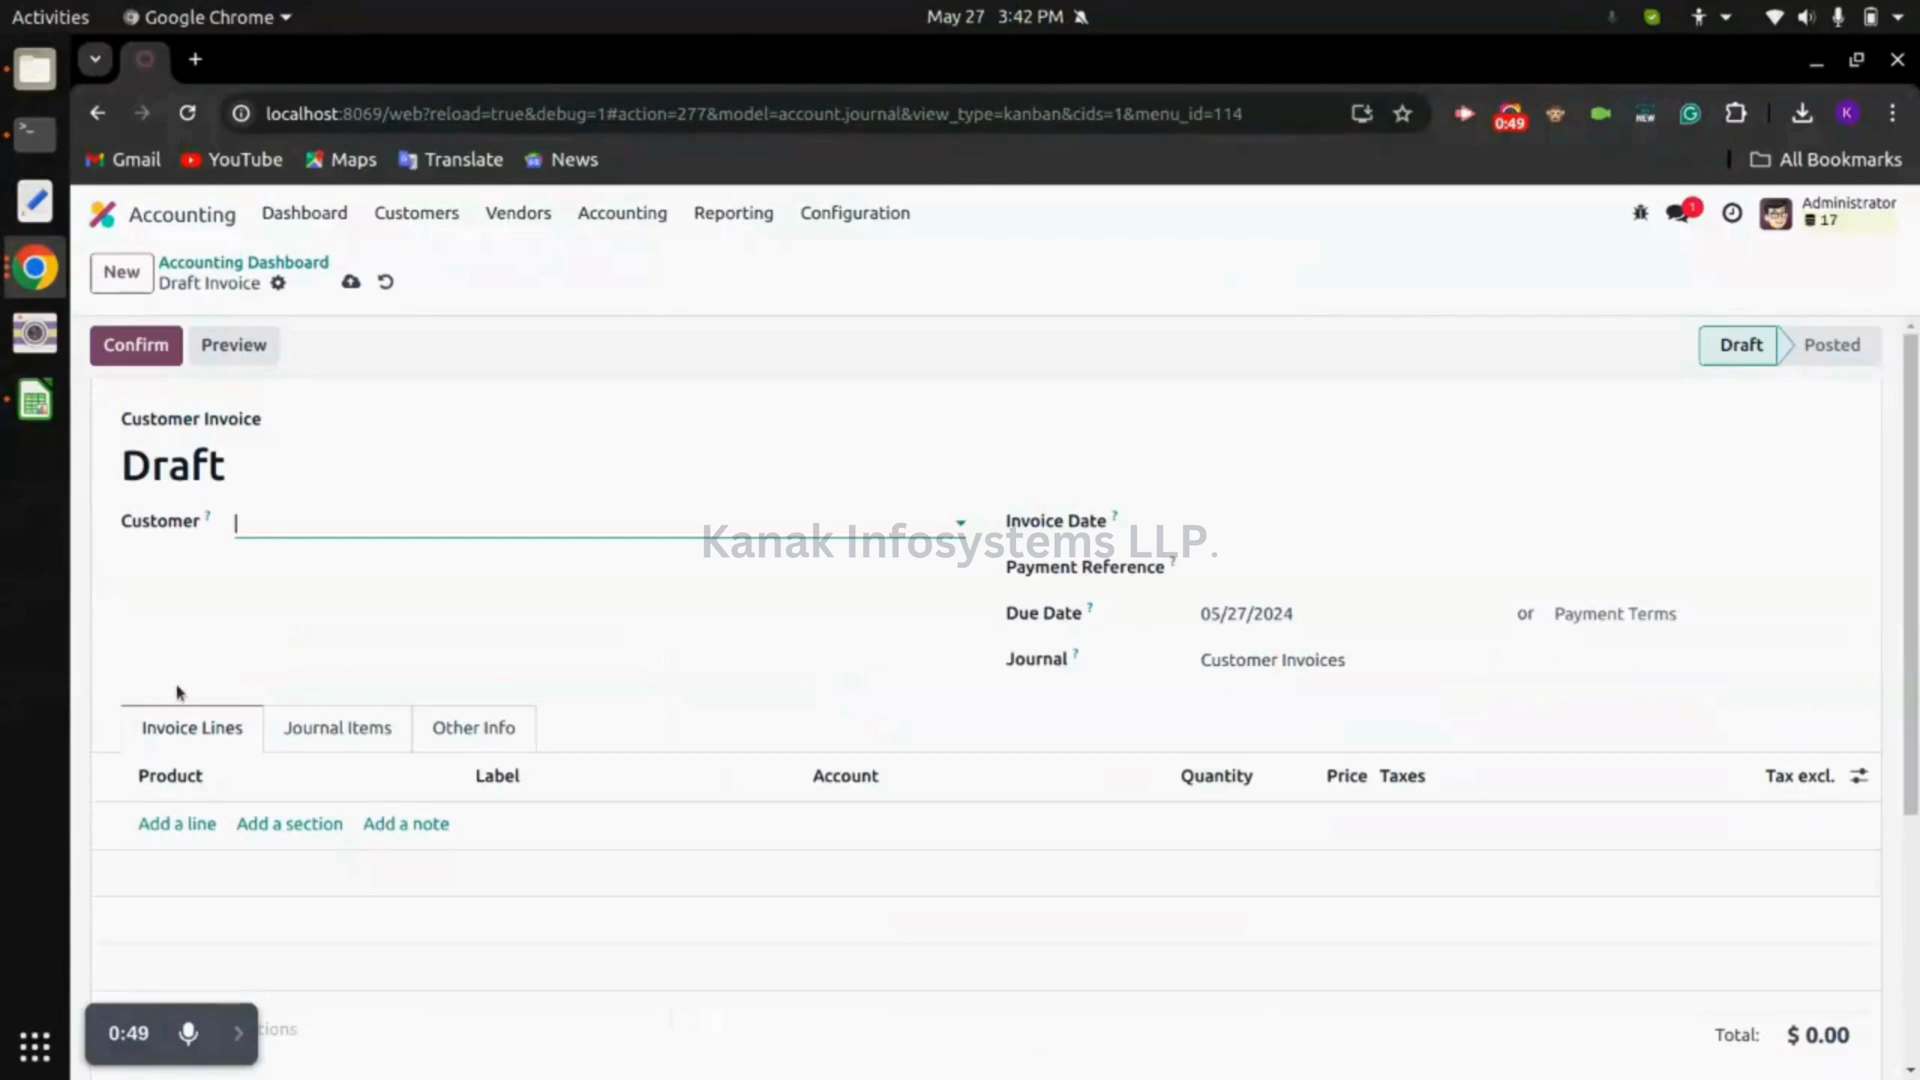 Activities Google Chrome May 27 3:42 PM
localhost:8069/web?reload=true&debug=1#action=277&model=account.journal&view_type=kanban&cids=1&menu_id=114 0:49 NEW K
Gmail YouTube Maps Translate News All Bookmarks
Accounting Dashboard Customers Vendors Accounting Reporting Configuration 1 Administrator
17
New Accounting Dashboard
Draft Invoice
Confirm Preview Draft Posted
Customer Invoice
Draft
Customer ? Invoice Date ?
Kanak Infosystems LLP.
Payment Reference ?
Due Date ? 05/27/2024 or Payment Terms
Journal ? Customer Invoices
Invoice Lines Journal Items Other Info
Product Label Account Quantity Price Taxes Tax excl.
Add a line Add a section Add a note
0:49 tions Total: $ 0.00